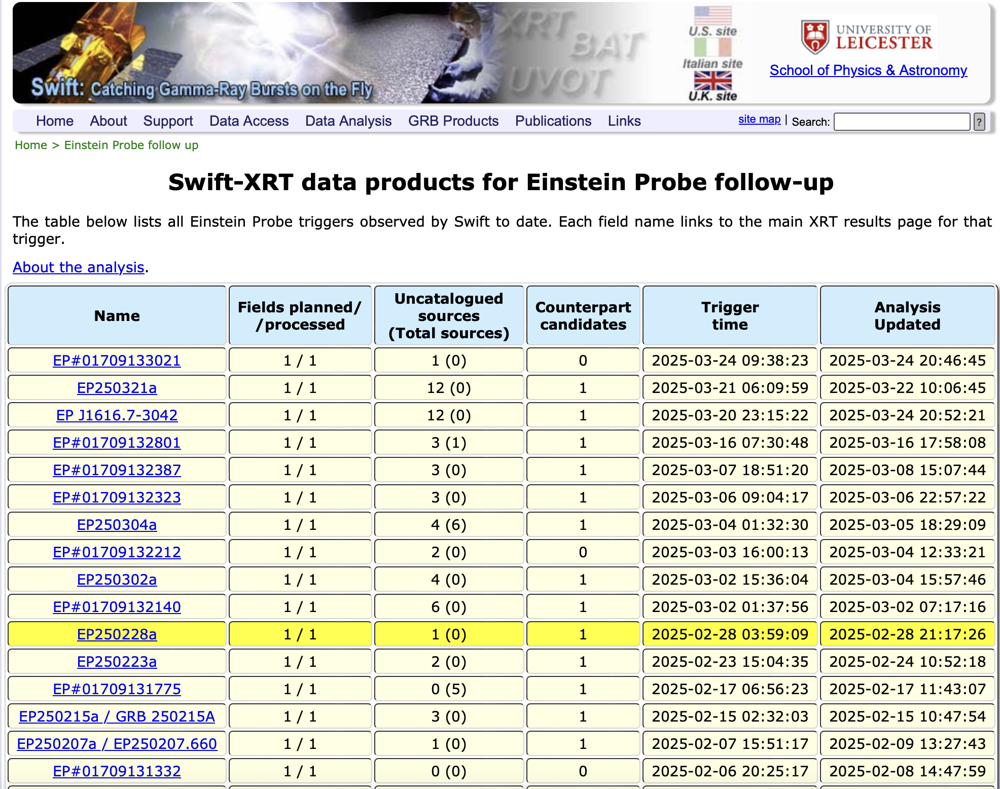 XRT
BAT
UVOT
Swift: Catching Gamma-Ray Bursts on the Fly
U.S. site
Italian site
U.K. site
UNIVERSITY OF
LEICESTER
School of Physics & Astronomy
Home About Support Data Access Data Analysis GRB Products Publications Links site map | Search: ?
Home > Einstein Probe follow up
Swift-XRT data products for Einstein Probe follow-up
The table below lists all Einstein Probe triggers observed by Swift to date. Each field name links to the main XRT results page for that
trigger.
About the analysis.
Name
Fields planned/
/processed
Uncatalogued
sources
(Total sources)
Counterpart
candidates
Trigger
time
Analysis
Updated
EP#01709133021 1 / 1 1 (0) 0 2025-03-24 09:38:23 2025-03-24 20:46:45
EP250321a 1 / 1 12 (0) 1 2025-03-21 06:09:59 2025-03-22 10:06:45
EP J1616.7-3042 1 / 1 12 (0) 1 2025-03-20 23:15:22 2025-03-24 20:52:21
EP#01709132801 1 / 1 3 (1) 1 2025-03-16 07:30:48 2025-03-16 17:58:08
EP#01709132387 1 / 1 3 (0) 1 2025-03-07 18:51:20 2025-03-08 15:07:44
EP#01709132323 1 / 1 3 (0) 1 2025-03-06 09:04:17 2025-03-06 22:57:22
EP250304a 1 / 1 4 (6) 1 2025-03-04 01:32:30 2025-03-05 18:29:09
EP#01709132212 1 / 1 2 (0) 0 2025-03-03 16:00:13 2025-03-04 12:33:21
EP250302a 1 / 1 4 (0) 1 2025-03-02 15:36:04 2025-03-04 15:57:46
EP#01709132140 1 / 1 6 (0) 1 2025-03-02 01:37:56 2025-03-02 07:17:16
EP250228a 1 / 1 1 (0) 1 2025-02-28 03:59:09 2025-02-28 21:17:26
EP250223a 1 / 1 2 (0) 1 2025-02-23 15:04:35 2025-02-24 10:52:18
EP#01709131775 1 / 1 0 (5) 1 2025-02-17 06:56:23 2025-02-17 11:43:07
EP250215a / GRB 250215A 1 / 1 3 (0) 1 2025-02-15 02:32:03 2025-02-15 10:47:54
EP250207a / EP250207.660 1 / 1 1 (0) 1 2025-02-07 15:51:17 2025-02-09 13:27:43
EP#01709131332 1 / 1 0 (0) 0 2025-02-06 20:25:17 2025-02-08 14:47:59